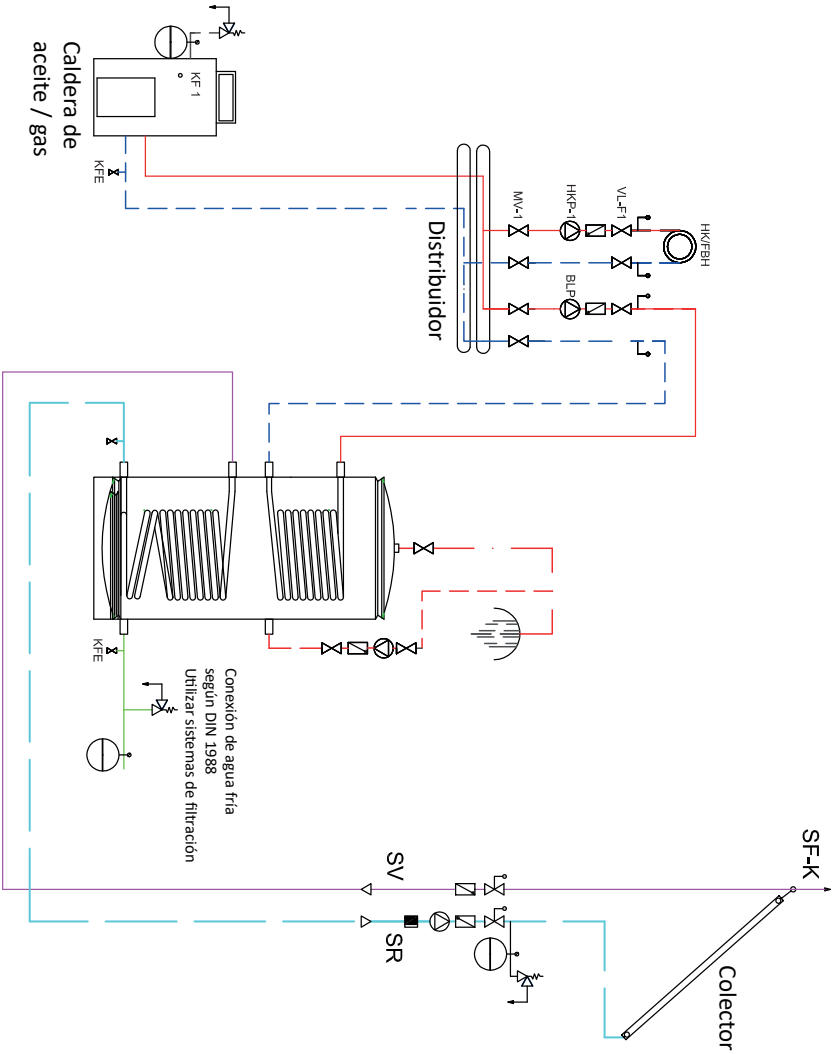 KF 1
Caldera de
aceite / gas
KFE
Distribuidor
MV-1
HKP-1
VL-F1
HK/FBH
BLP
KFE
Conexión de agua fría
según DIN 1988
Utilizar sistemas de filtración
SV
SR
SF-K
Colector